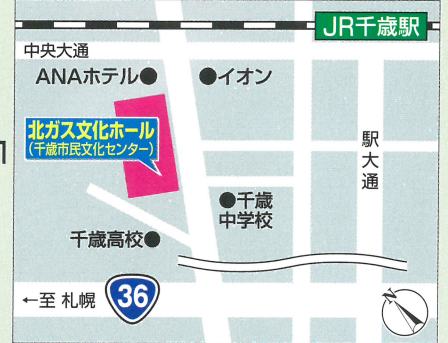 JR千歳駅
中央大通
ANAホテル●
●イオン
北ガス文化ホール
(千歳市民文化センター)
駅大通
●千歳
中学校
千歳高校●
←至 札幌
36